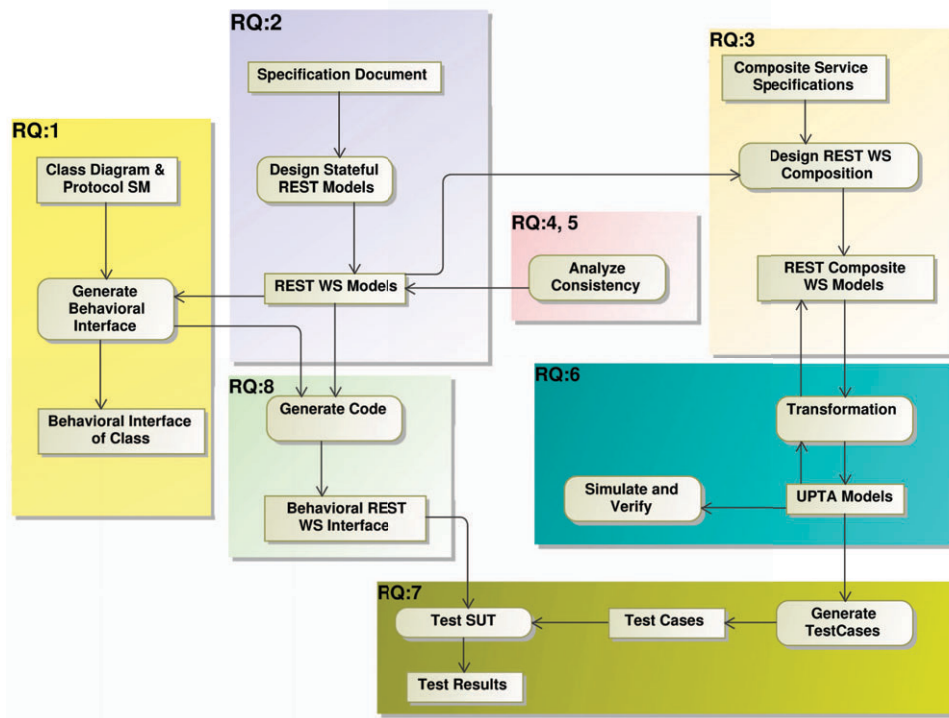 RQ:1
Class Diagram &
Protocol SM
Generate
Behavioral
Interface
Behavioral Interface
of Class
RQ:2
Specification Document
Design Stateful
REST Models
REST WS Models
RQ:3
Composite Service
Specifications
Design REST WS
Composition
REST Composite
WS Models
RQ:4, 5
Analyze
Consistency
RQ:6
Transformation
Simulate and
Verify
UPTA Models
RQ:8
Generate Code
Behavioral REST
WS Interface
RQ:7
Test SUT
Test Cases
Generate
TestCases
Test Results